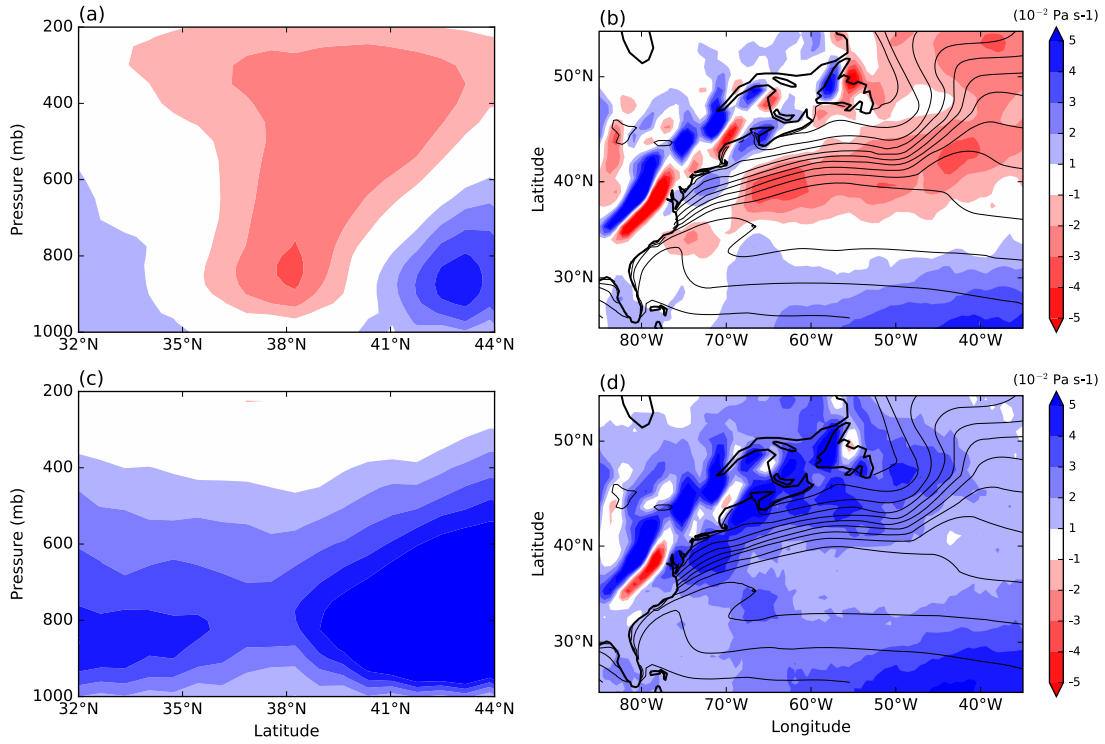 (a)
200
400
600
800
1000
Pressure (mb)
32°N
35°N
38°N
41°N
44°N
(b)
50°N
40°N
30°N
Latitude
80°W
70°W
60°W
50°W
40°W
(10⁻² Pa s-1)
5
4
3
2
1
-1
-2
-3
-4
-5
(c)
200
400
600
800
1000
Pressure (mb)
32°N
35°N
38°N
41°N
44°N
Latitude
(d)
50°N
40°N
30°N
Latitude
80°W
70°W
60°W
50°W
40°W
Longitude
(10⁻² Pa s-1)
5
4
3
2
1
-1
-2
-3
-4
-5